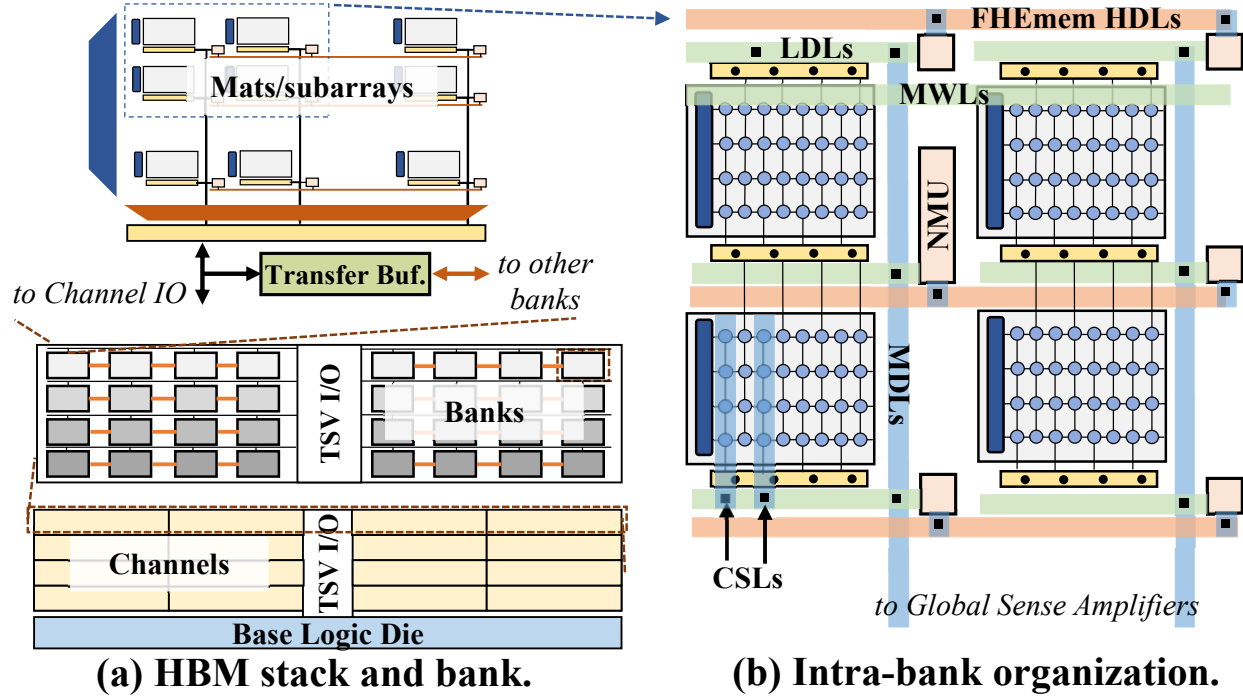 Mats/subarrays
Transfer Buf.
to Channel IO
to other
banks
TSV I/O
Banks
TSV I/O
Channels
Base Logic Die
(a) HBM stack and bank.
FHEmem HDLs
LDLs
MWLs
NMU
MDLs
CSLs
to Global Sense Amplifiers
(b) Intra-bank organization.